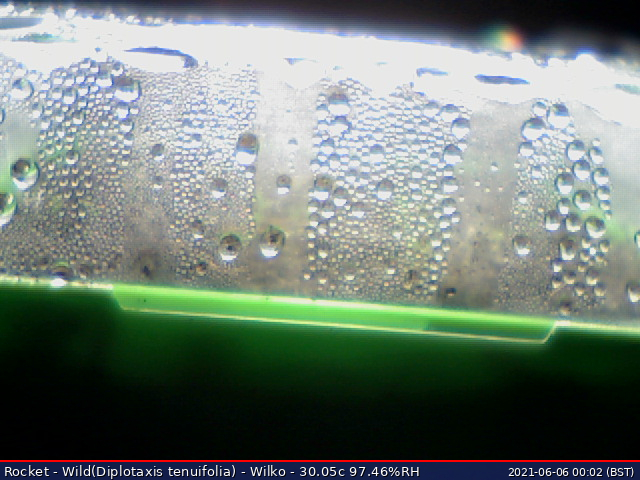 Rocket - Wild(Diplotaxis tenuifolia) - Wilko - 30.05c 97.46%RH
2021-06-06 00:02 (BST)